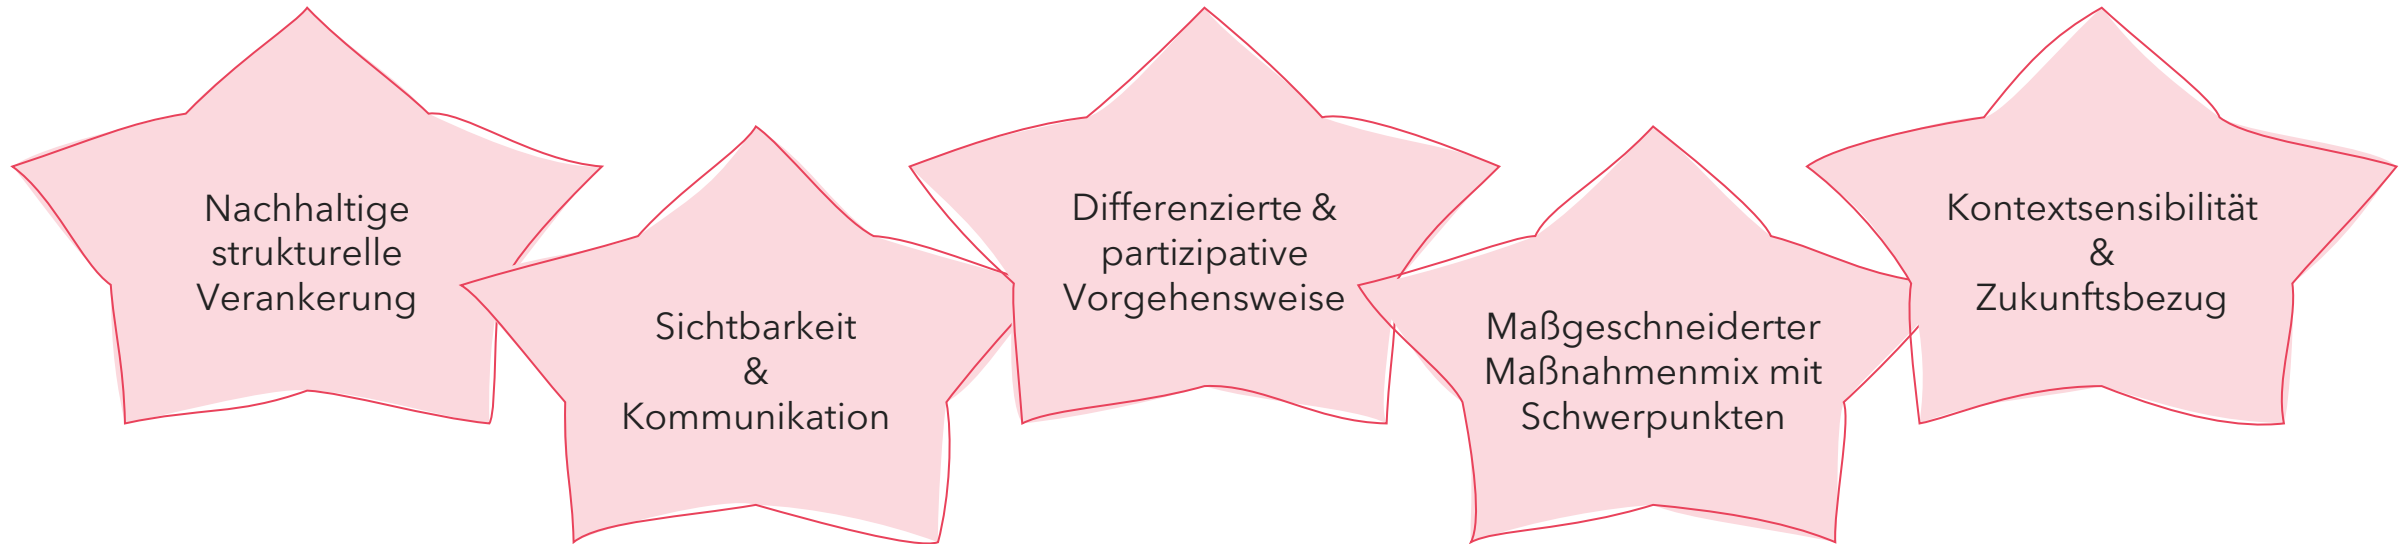 Nachhaltige
strukturelle
Verankerung
Sichtbarkeit
&
Kommunikation
Differenzierte &
partizipative
Vorgehensweise
Maßgeschneiderter
Maßnahmenmix mit
Schwerpunkten
Kontextsensibilität
&
Zukunftsbezug